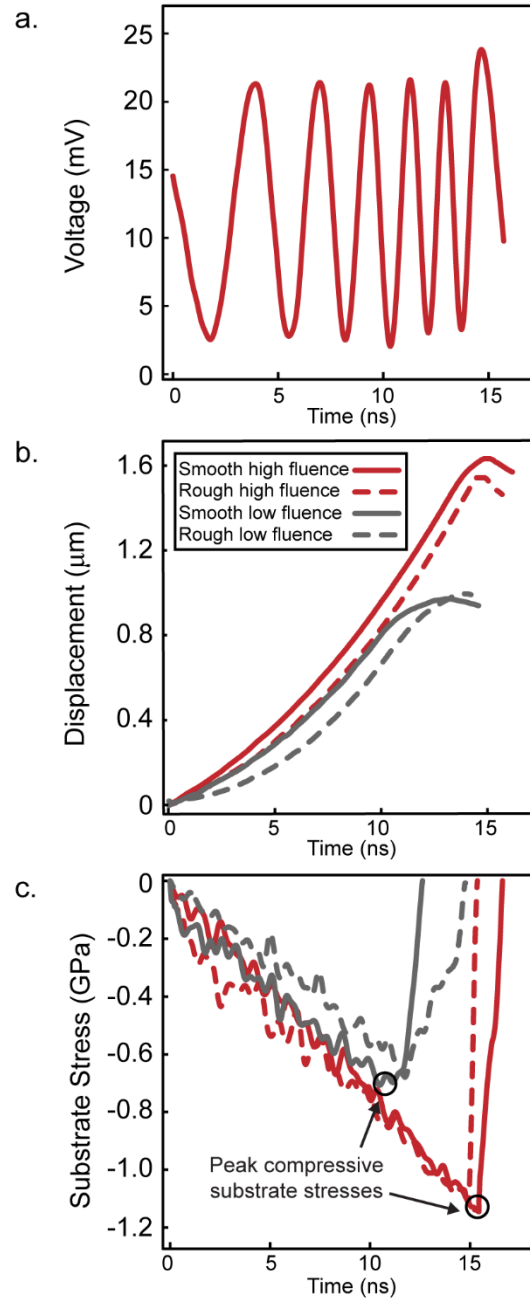 a.
25
20
15
10
5
0
Voltage (mV)
0 5 10 15
Time (ns)
b.
1.6
1.2
0.8
0.4
0
Displacement (μm)
Smooth high fluence
Rough high fluence
Smooth low fluence
Rough low fluence
0 5 10 15
Time (ns)
c.
0
-0.2
-0.4
-0.6
-0.8
-1.0
-1.2
Substrate Stress (GPa)
Peak compressive
substrate stresses
0 5 10 15
Time (ns)